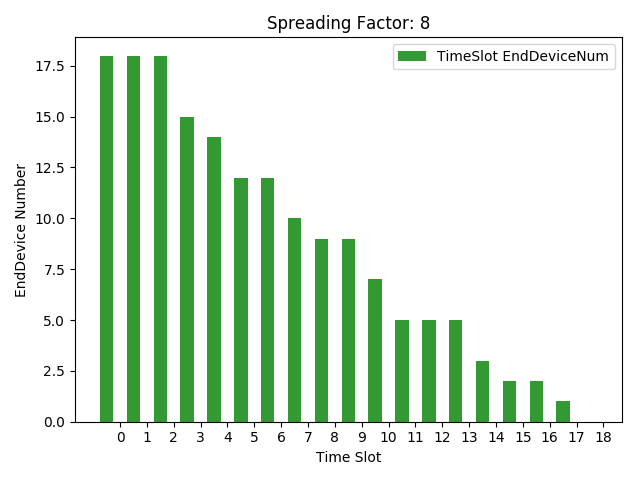 Spreading Factor: 8
TimeSlot EndDeviceNum
EndDevice Number
17.5
15.0
12.5
10.0
7.5
5.0
2.5
0.0
0 1 2 3 4 5 6 7 8 9 10 11 12 13 14 15 16 17 18
Time Slot